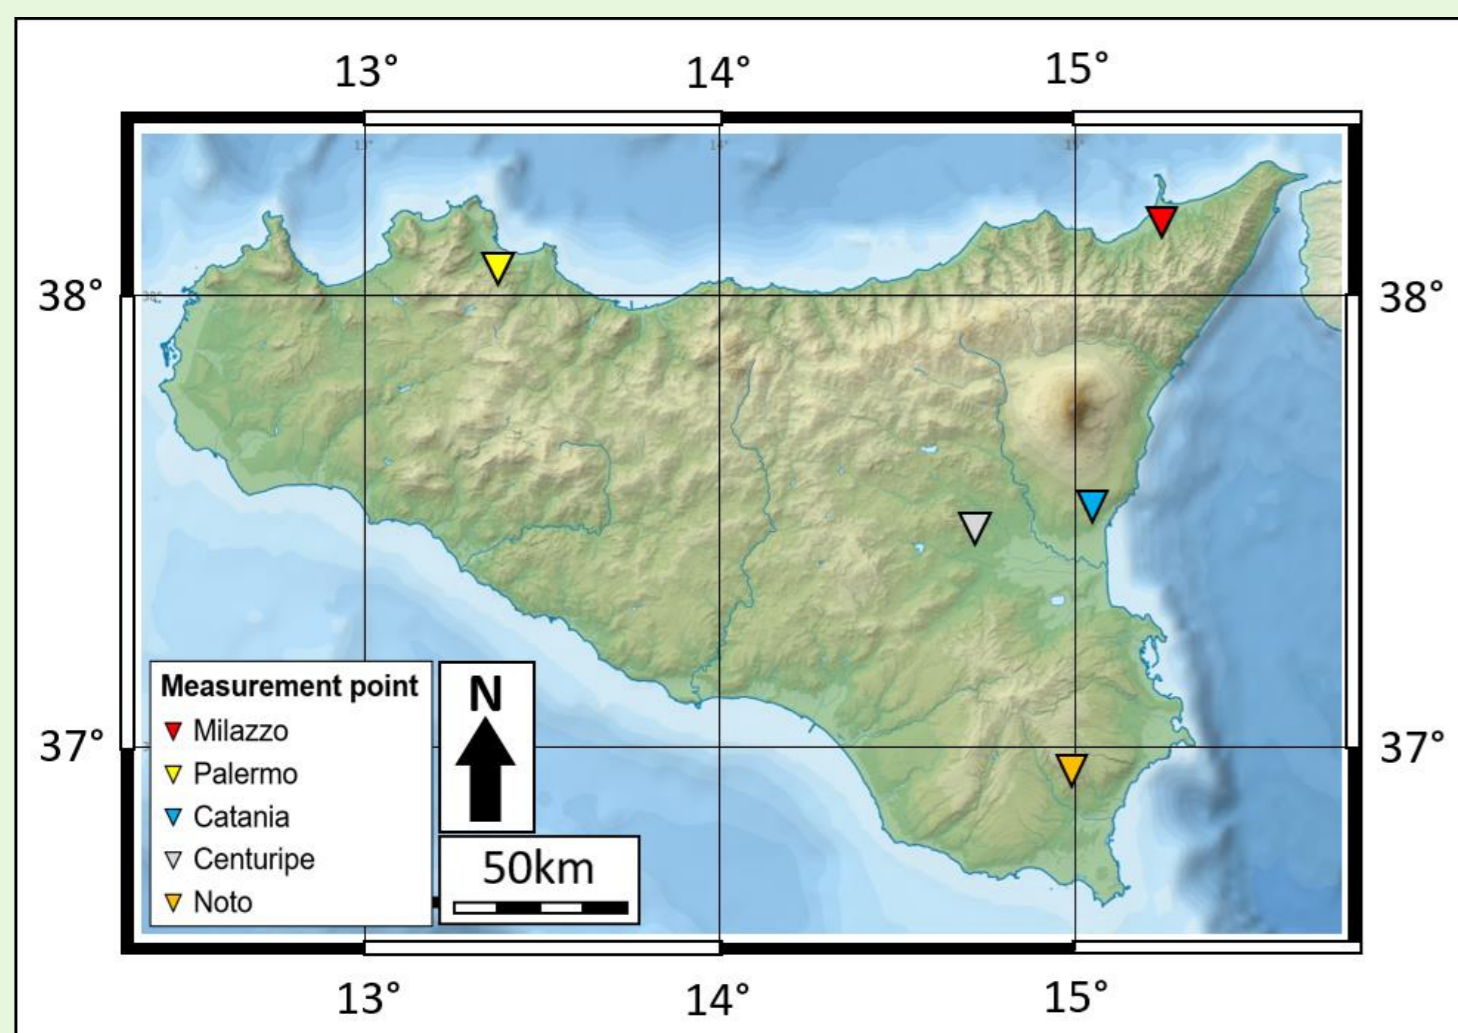 13° 14° 15°
38° 38°
37° 37°
Measurement point
Milazzo
Palermo
Catania
Centuripe
Noto
N
50km
13° 14° 15°